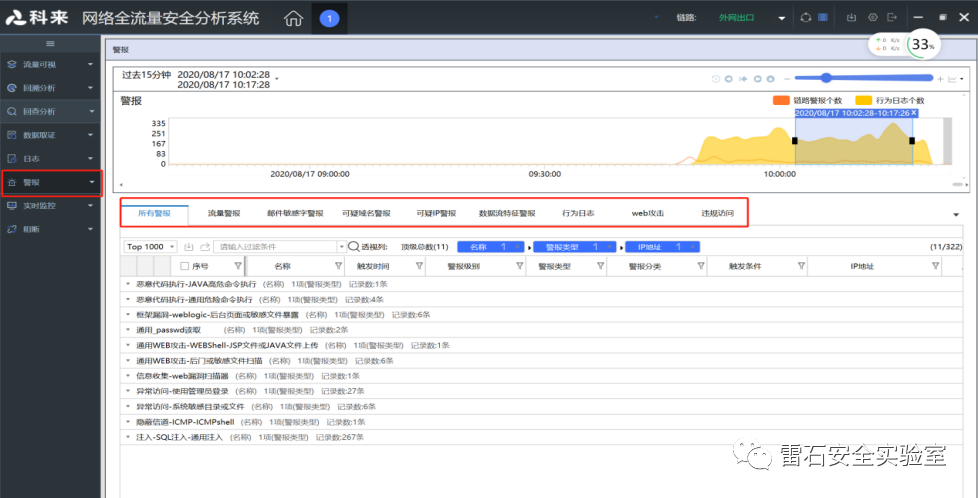 科来 网络全流量安全分析系统 1 链路: 外网出口
0 K/s
0 K/s
33%
流量可视
回溯分析
回查分析
数据取证
日志
警报
实时监控
阻断
警报
过去15分钟 2020/08/17 10:02:28
2020/08/17 10:17:28
警报
链路警报个数 行为日志个数
2020/08/17 10:02:28-10:17:26 X
335
251
167
83
0
2020/08/17 09:00:00 09:30:00 10:00:00
所有警报 流量警报 邮件敏感字警报 可疑域名警报 可疑IP警报 数据流特征警报 行为日志 web攻击 违规访问
Top 1000 请输入过滤条件 透视列: 顶级总数(11) 名称 1 警报类型 1 IP地址 1 (11/322)
序号 名称 触发时间 警报级别 警报类型 警报分类 触发条件 IP地址
恶意代码执行-JAVA高危命令执行 (名称) 1项(警报类型) 记录数:1条
恶意代码执行-通用危险命令执行 (名称) 1项(警报类型) 记录数:4条
框架漏洞-weblogic-后台页面或敏感文件暴露 (名称) 1项(警报类型) 记录数:6条
通用_passwd读取 (名称) 1项(警报类型) 记录数:2条
通用WEB攻击-WEBShell-JSP文件或JAVA文件上传 (名称) 1项(警报类型) 记录数:1条
通用WEB攻击-后门或敏感文件扫描 (名称) 1项(警报类型) 记录数:6条
信息收集-web漏洞扫描器 (名称) 1项(警报类型) 记录数:1条
异常访问-使用管理员登录 (名称) 1项(警报类型) 记录数:27条
异常访问-系统敏感目录或文件 (名称) 1项(警报类型) 记录数:6条
隐蔽信道-ICMP-ICMPshell (名称) 1项(警报类型) 记录数:1条
注入-SQL注入-通用注入 (名称) 1项(警报类型) 记录数:267条
雷石安全实验室